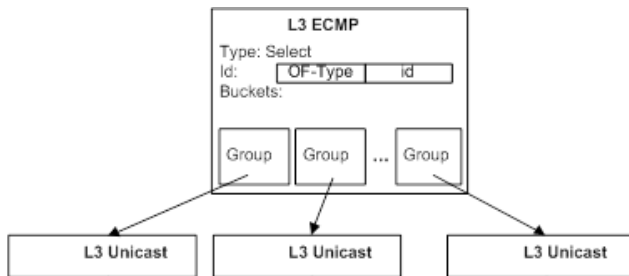 L3 ECMP
Type: Select
Id: OF-Type id
Buckets:
Group Group ... Group
L3 Unicast L3 Unicast L3 Unicast